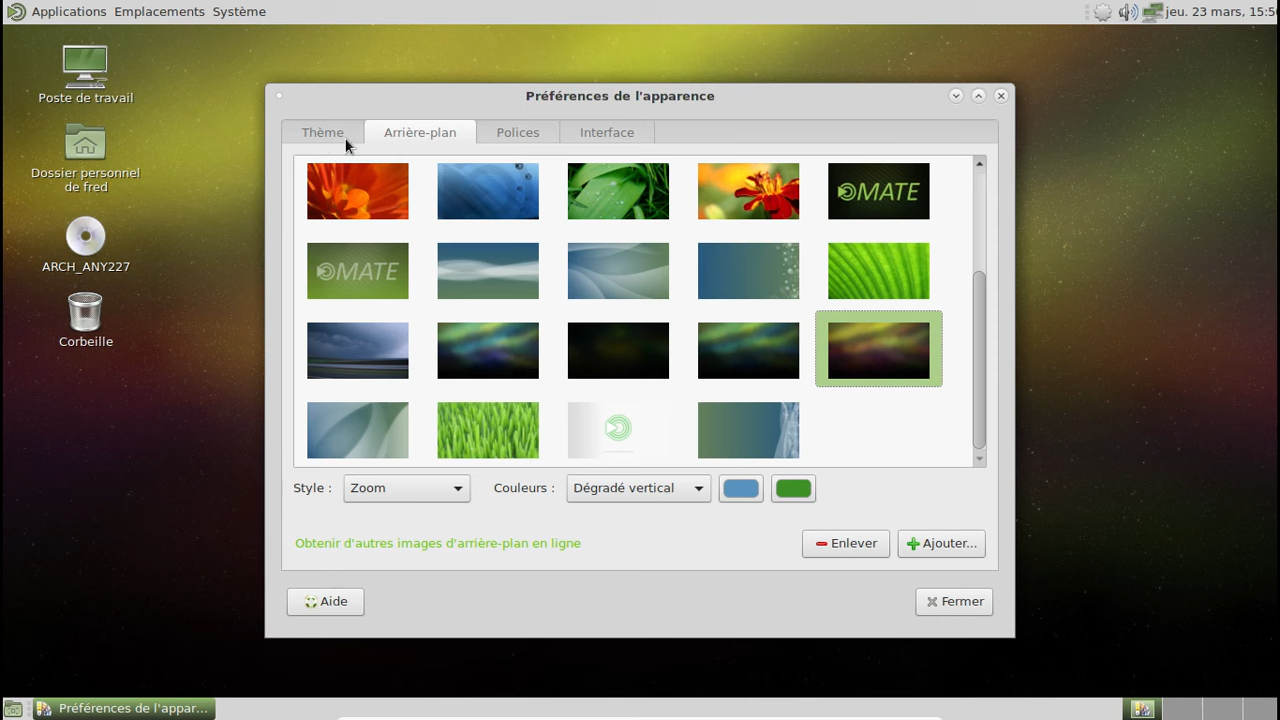 Applications Emplacements Système
jeu. 23 mars, 15:5
Poste de travail
Dossier personnel
de fred
ARCH_ANY227
Corbeille
Préférences de l'apparence
Thème Arrière-plan Polices Interface
MATE
MATE
Style : Zoom Couleurs : Dégradé vertical
Obtenir d'autres images d'arrière-plan en ligne
Enlever Ajouter...
Aide Fermer
Préférences de l'appar...